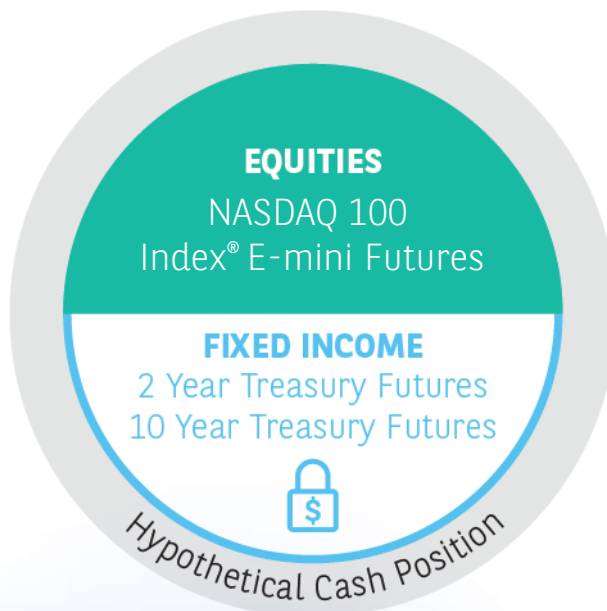 EQUITIES
NASDAQ 100
Index® E-mini Futures
FIXED INCOME
2 Year Treasury Futures
10 Year Treasury Futures
$
Hypothetical Cash Position